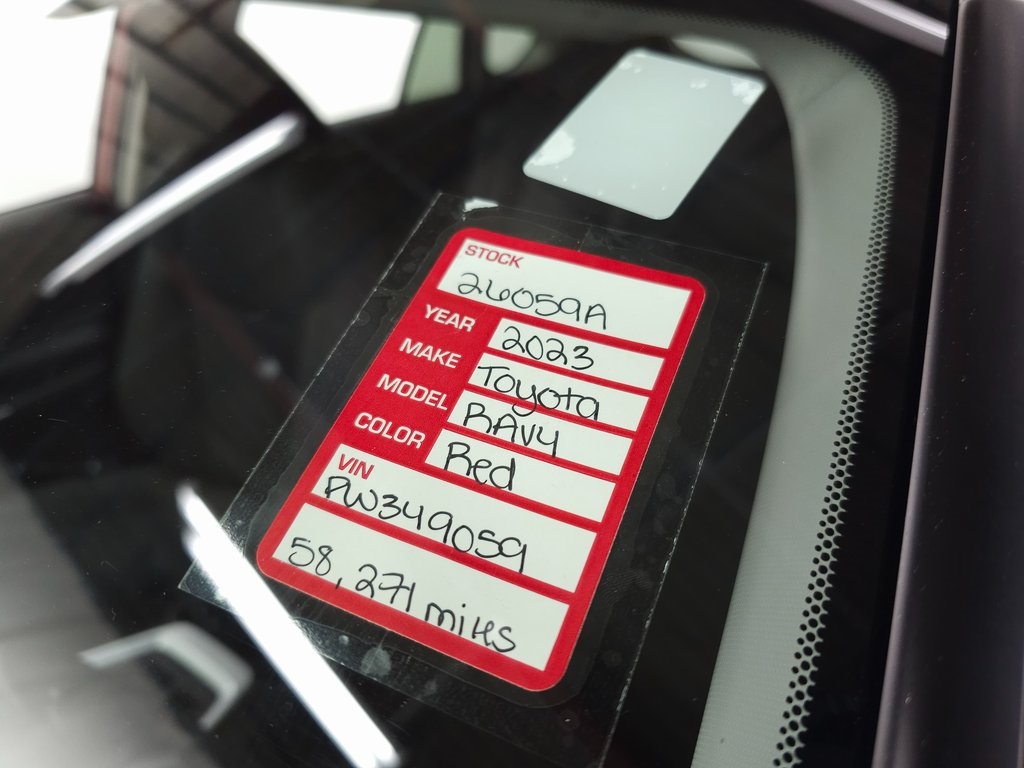 STOCK
26059A
YEAR 2023
MAKE Toyota
MODEL RAV4
COLOR Red
VIN
PW349059
58,271 miles